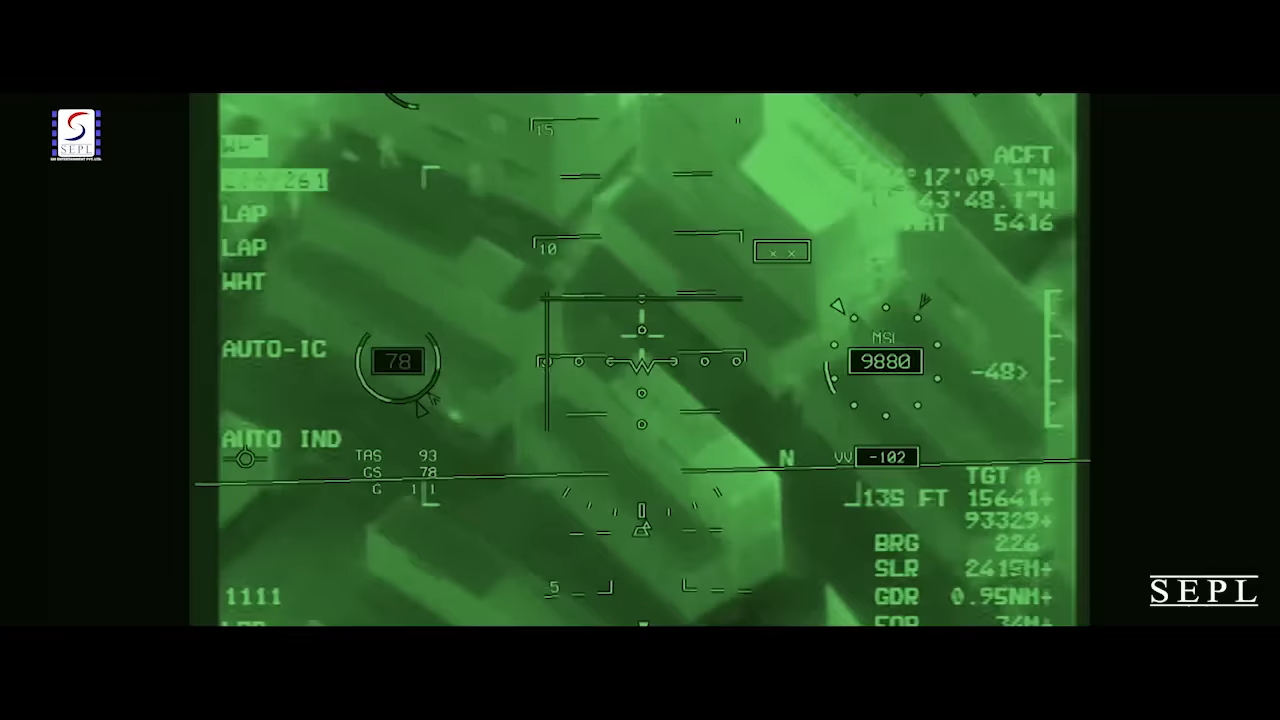 SEPL
15
ACFT
17'09.1"N
LAP
43'48.1"W
5416
LAP
10
WHT
AUTO-IC
78
MSL
9880
-48>
AUTO IND
TAS 93
GS 78
G
N
VV -102
TGT A
135 FT 15641+
93329+
BRG 226
SLR
GDR 0.95NM+
5
1111
SEPL